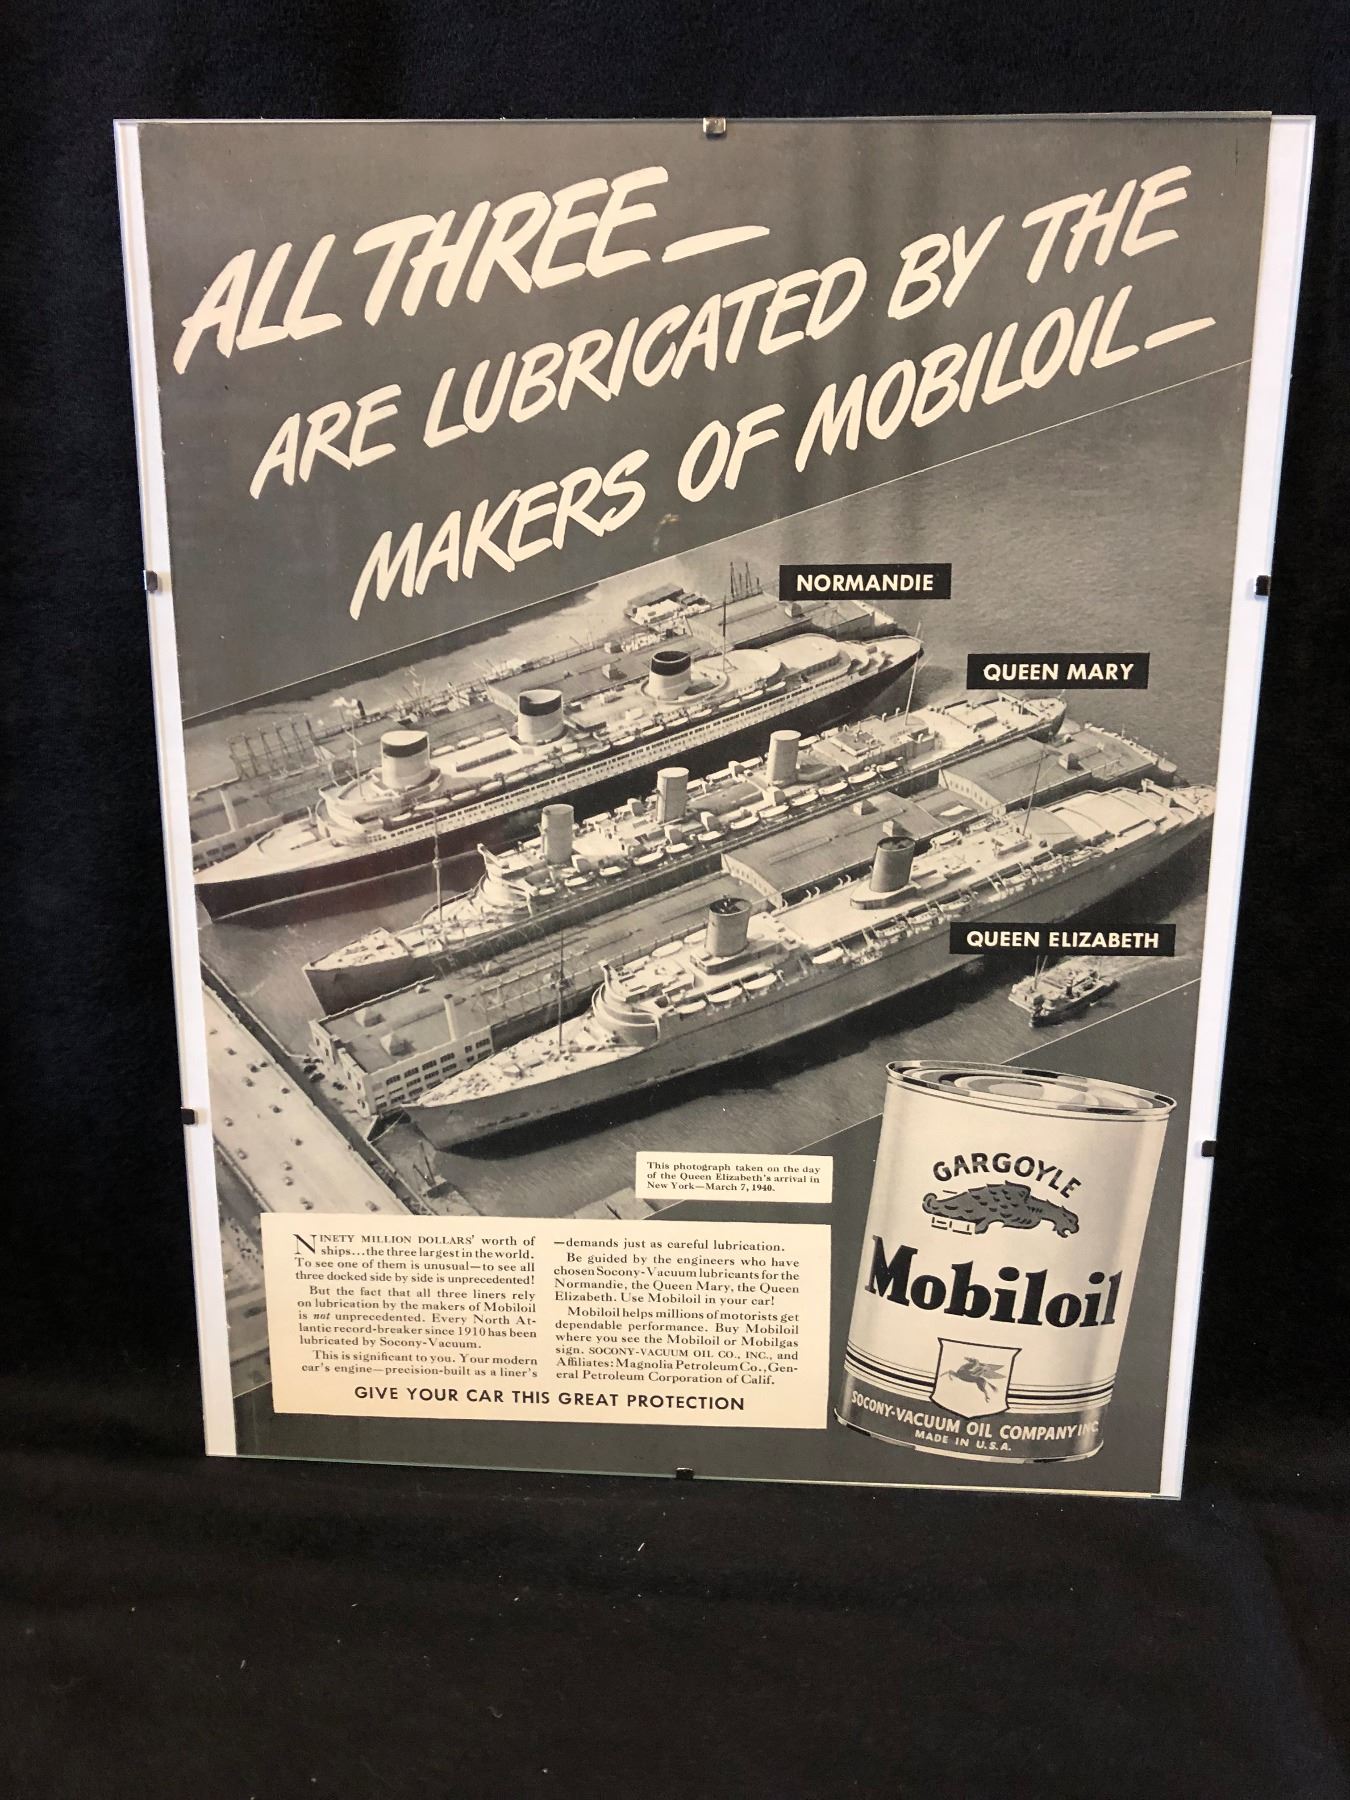 ALL THREE—
ARE LUBRICATED BY THE
MAKERS OF MOBILOIL—
NORMANDIE
QUEEN MARY
QUEEN ELIZABETH
This photograph taken on the day
of the Queen Elizabeth's arrival in
New York—March 7, 1940.
NINETY MILLION DOLLARS' worth of
ships...the three largest in the world.
To see one of them is unusual—to see all
three docked side by side is unprecedented!
But the fact that all three liners rely
on lubrication by the makers of Mobiloil
is not unprecedented. Every North At-
lantic record-breaker since 1910 has been
lubricated by Socony-Vacuum.
This is significant to you. Your modern
car's engine—precision-built as a liner's
—demands just as careful lubrication.
Be guided by the engineers who have
chosen Socony-Vacuum lubricants for the
Normandie, the Queen Mary, the Queen
Elizabeth. Use Mobiloil in your car!
Mobiloil helps millions of motorists get
dependable performance. Buy Mobiloil
where you see the Mobiloil or Mobilgas
sign. SOCONY-VACUUM OIL CO., INC., and
Affiliates: Magnolia Petroleum Co., Gen-
eral Petroleum Corporation of Calif.
GIVE YOUR CAR THIS GREAT PROTECTION
GARGOYLE
Mobiloil
SOCONY-VACUUM OIL COMPANY INC.
MADE IN U.S.A.